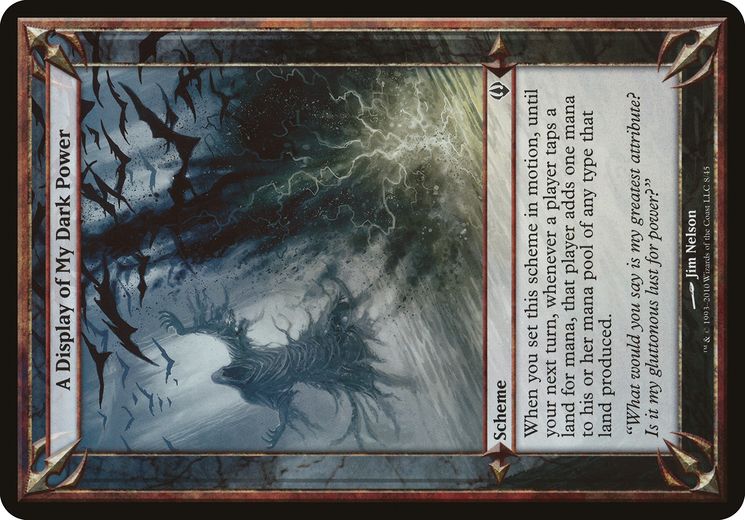 A Display of My Dark Power
Scheme
When you set this scheme in motion, until
your next turn, whenever a player taps a
land for mana, that player adds one mana
to his or her mana pool of any type that
land produced.
“What would you say is my greatest attribute?
Is it my gluttonous lust for power?”
Jim Nelson
™ & © 1993–2010 Wizards of the Coast LLC 8/45